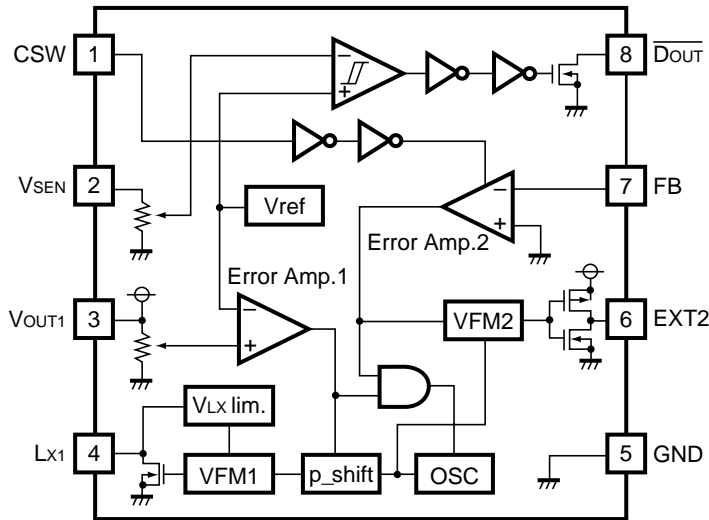 CSW 1
8 DOUT
VSEN 2
7 FB
Vref
Error Amp.2
Error Amp.1
VOUT1 3
VFM2
6 EXT2
VLX lim.
LX1 4
VFM1
p_shift
OSC
5 GND
− + − + − +